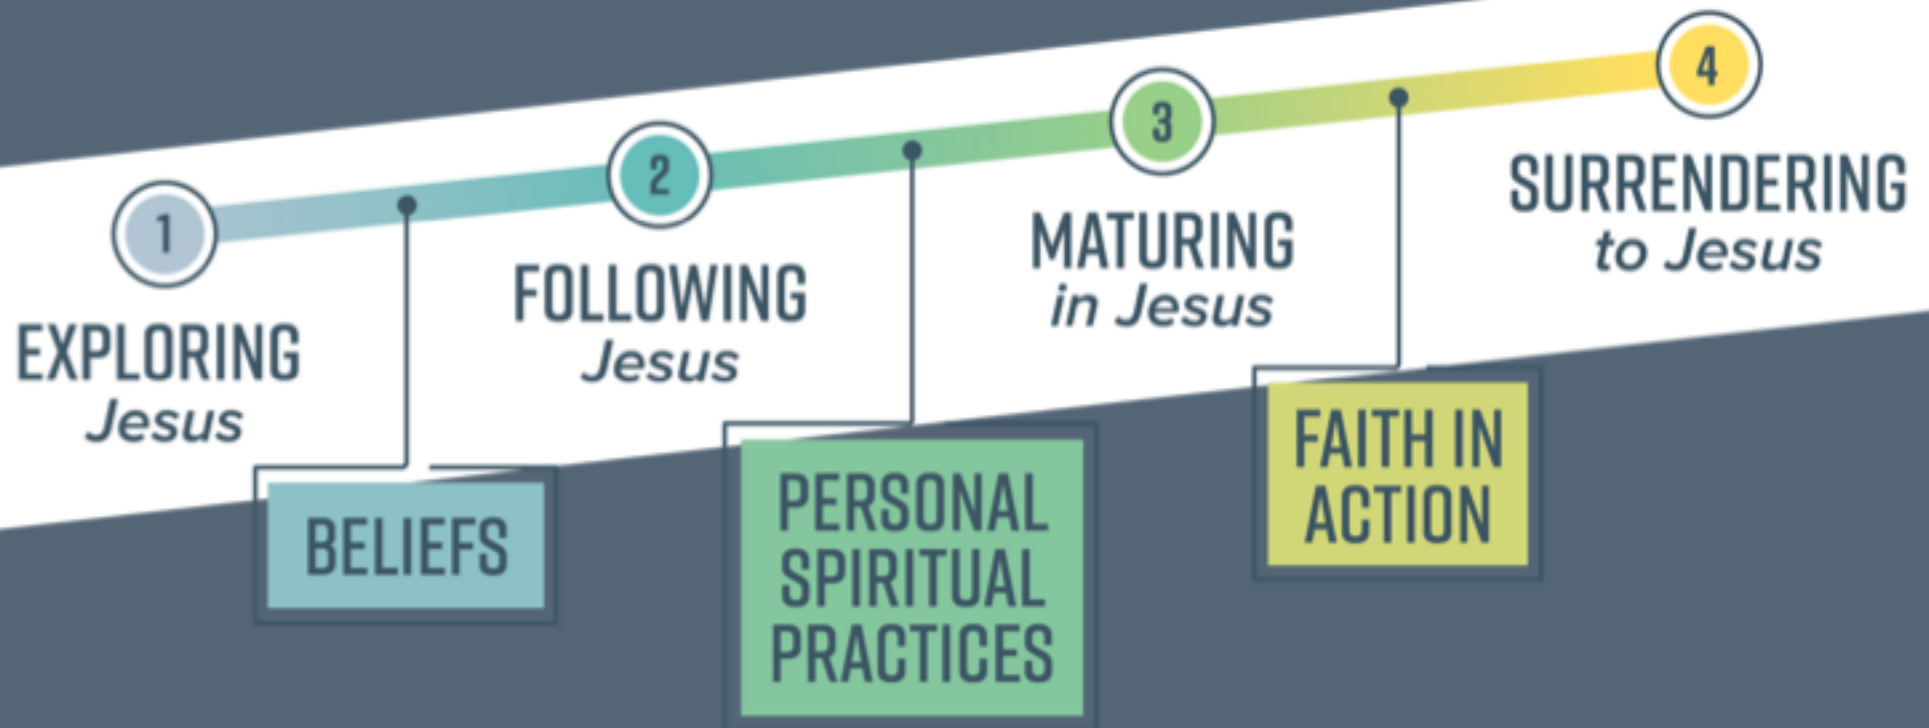 1
EXPLORING
Jesus
BELIEFS
2
FOLLOWING
Jesus
PERSONAL
SPIRITUAL
PRACTICES
3
MATURING
in Jesus
FAITH IN
ACTION
4
SURRENDERING
to Jesus